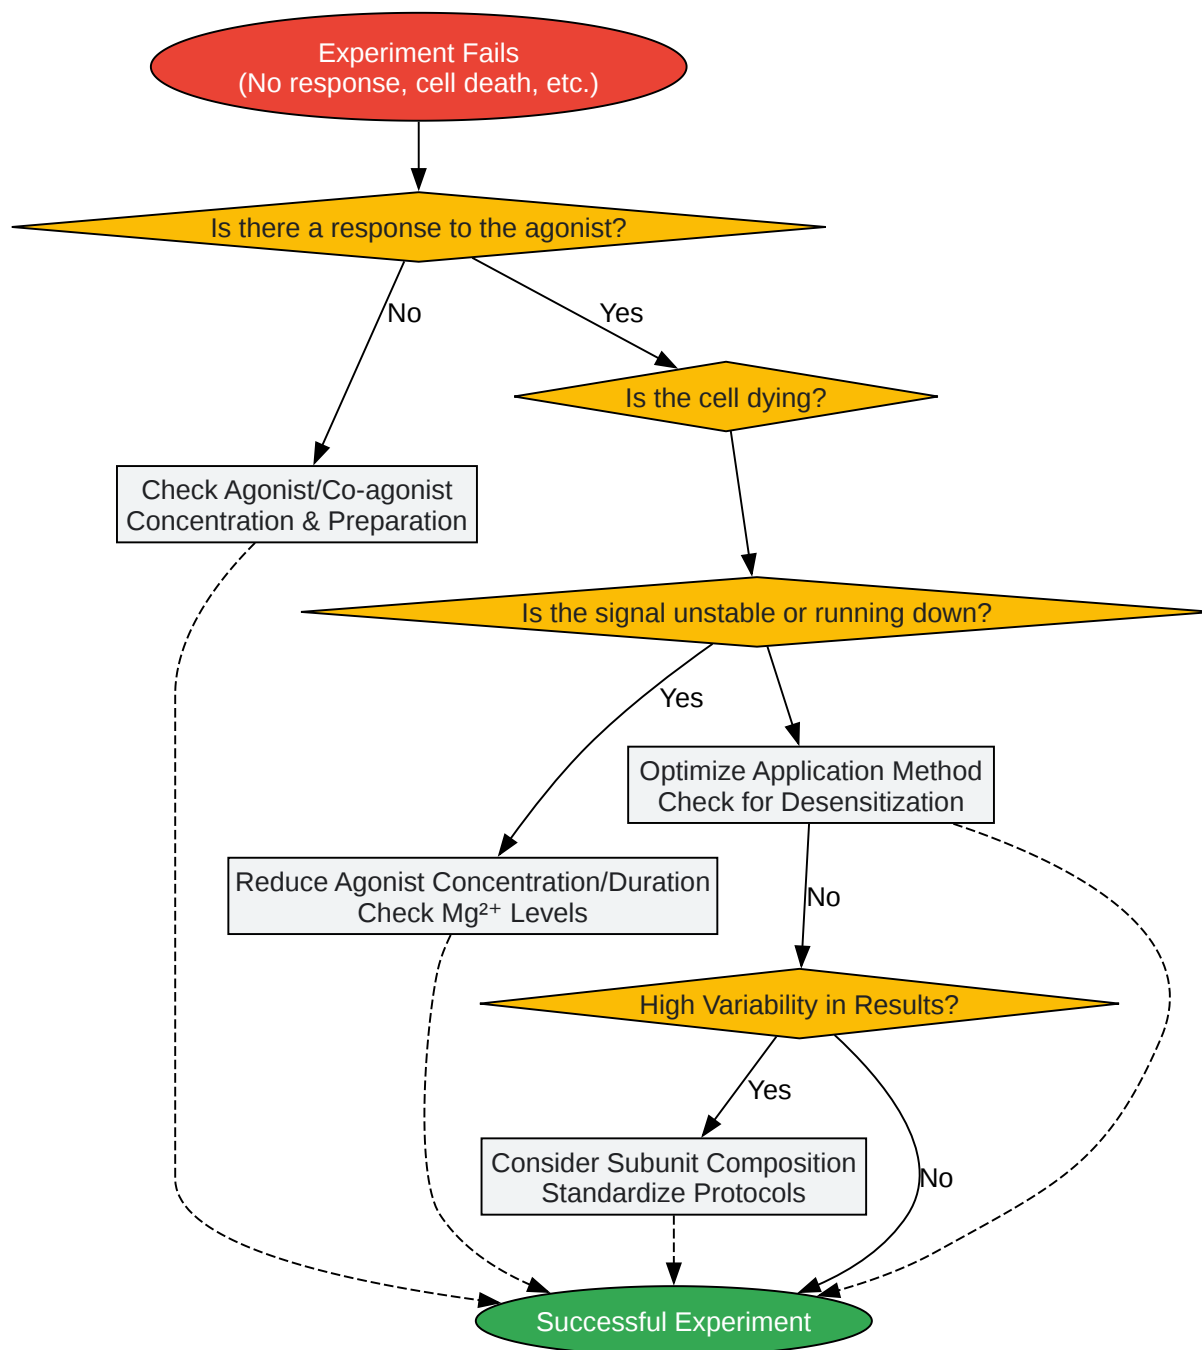 Experiment Fails
(No response, cell death, etc.)
Is there a response to the agonist?
No
Yes
Is the cell dying?
Check Agonist/Co-agonist
Concentration & Preparation
Is the signal unstable or running down?
Yes
Optimize Application Method
Check for Desensitization
Reduce Agonist Concentration/Duration
Check Mg²⁺ Levels
No
High Variability in Results?
Yes
Consider Subunit Composition
Standardize Protocols
No
Successful Experiment